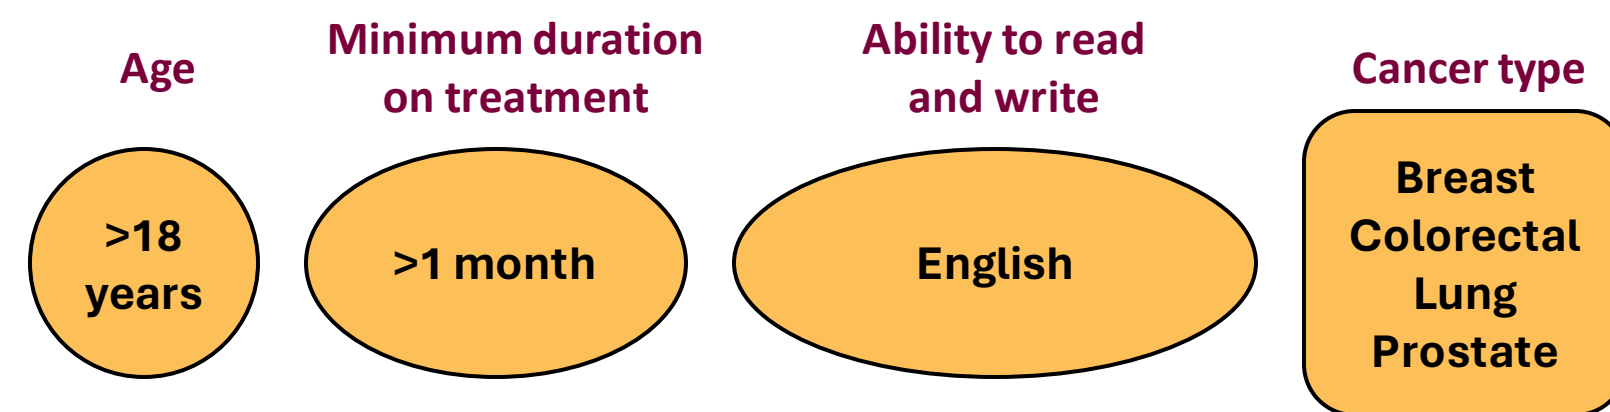 Age
>18
years
Minimum duration
on treatment
>1 month
Ability to read
and write
English
Cancer type
Breast
Colorectal
Lung
Prostate